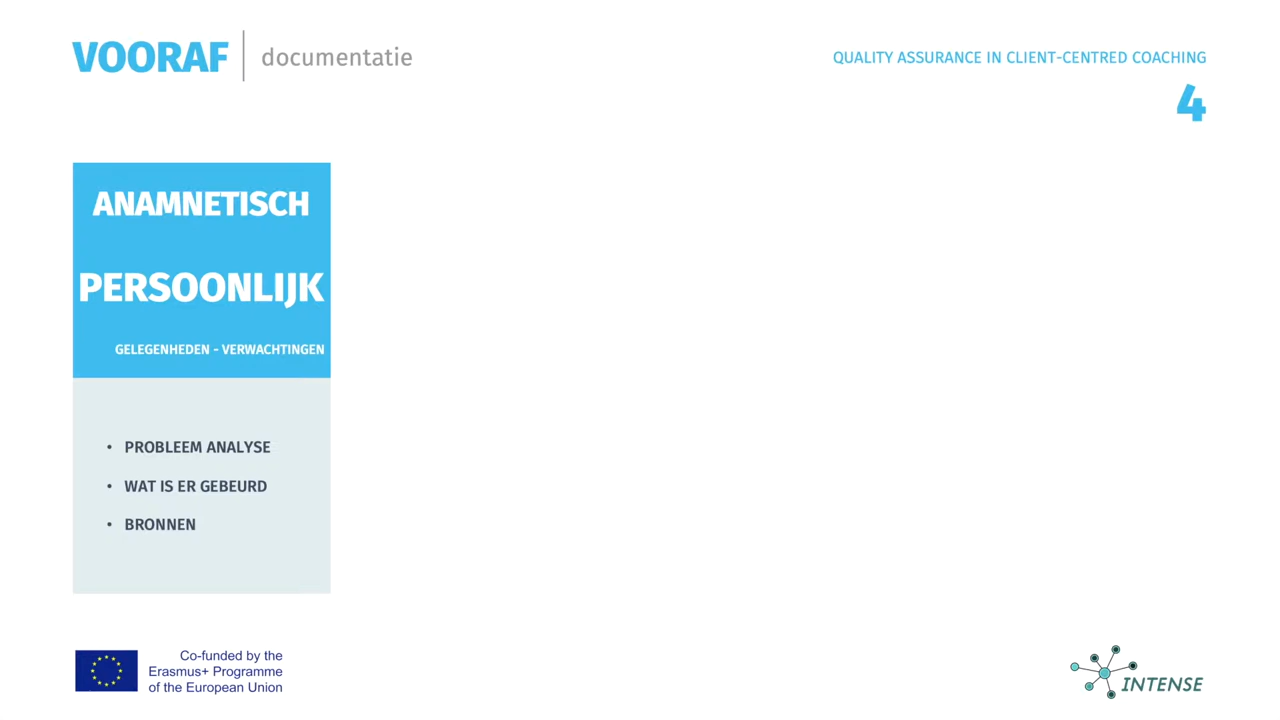 VOORAF documentatie
QUALITY ASSURANCE IN CLIENT-CENTRED COACHING
4
ANAMNETISCH
PERSOONLIJK
GELEGENHEDEN - VERWACHTINGEN
• PROBLEEM ANALYSE
• WAT IS ER GEBEURD
• BRONNEN
Co-funded by the
Erasmus+ Programme
of the European Union
INTENSE